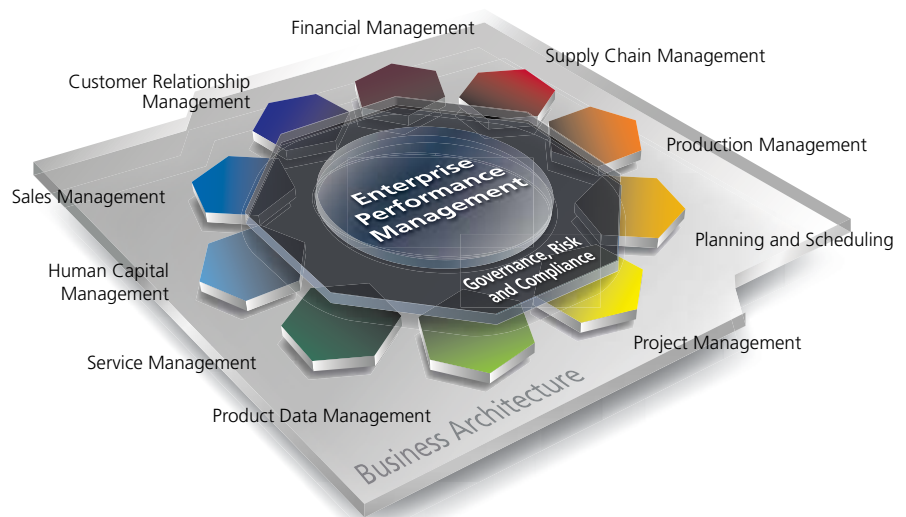 Financial Management
Supply Chain Management
Customer Relationship
Management
Production Management
Sales Management
Enterprise
Performance
Management
Planning and Scheduling
Governance, Risk
and Compliance
Human Capital
Management
Project Management
Service Management
Product Data Management
Business Architecture